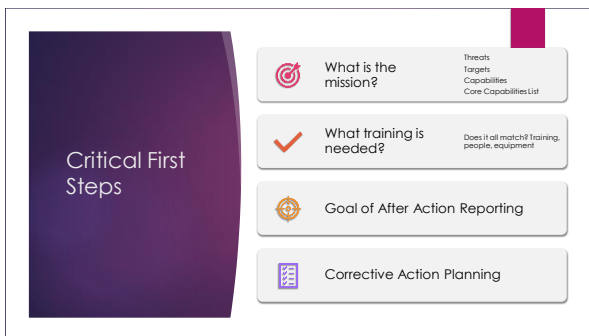 Critical First
Steps
What is the
mission?
Threats
Targets
Capabilities
Core Capabilities List
What training is
needed?
Does it all match? Training,
people, equipment
Goal of After Action Reporting
Corrective Action Planning